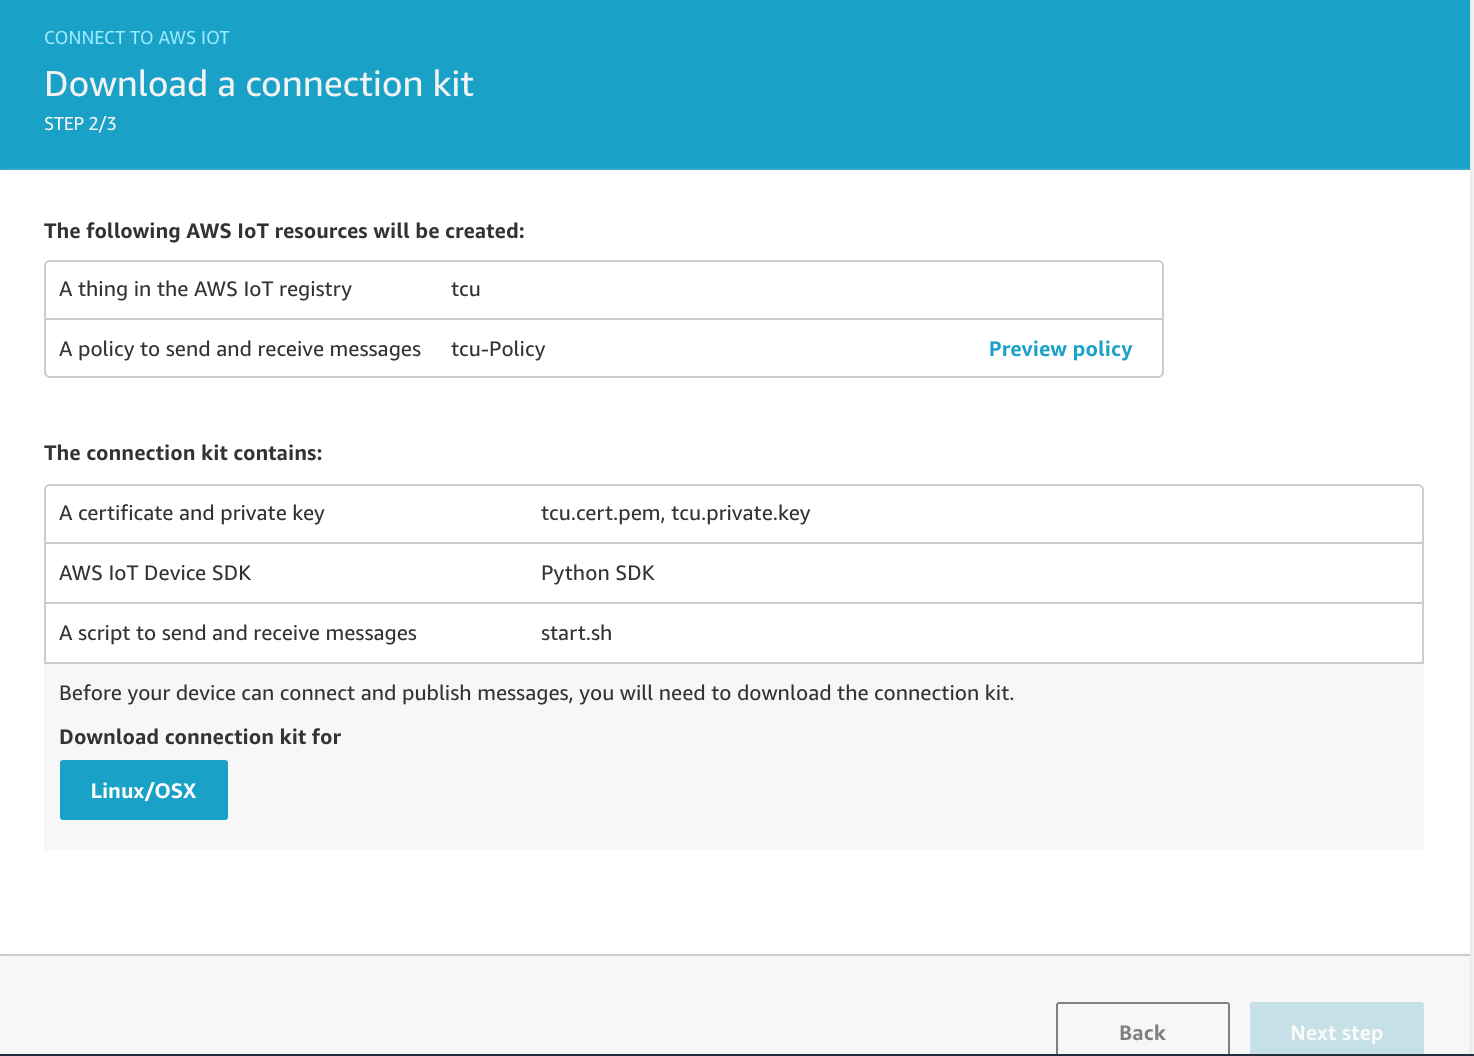 CONNECT TO AWS IOT
Download a connection kit
STEP 2/3
The following AWS IoT resources will be created:
A thing in the AWS IoT registry tcu
A policy to send and receive messages tcu-Policy Preview policy
The connection kit contains:
A certificate and private key tcu.cert.pem, tcu.private.key
AWS IoT Device SDK Python SDK
A script to send and receive messages start.sh
Before your device can connect and publish messages, you will need to download the connection kit.
Download connection kit for
Linux/OSX
Back Next step